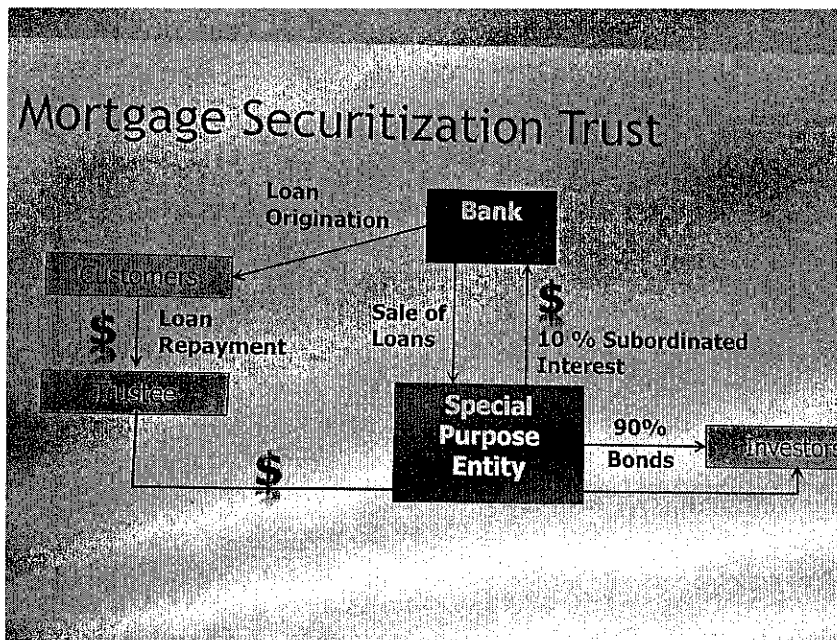 Mortgage Securitization Trust
Loan
Origination
Bank
Customers
$
Loan
Repayment
Sale of
Loans
$
10 % Subordinated
Interest
Trustee
Special
Purpose
Entity
90%
Bonds
Investors
$